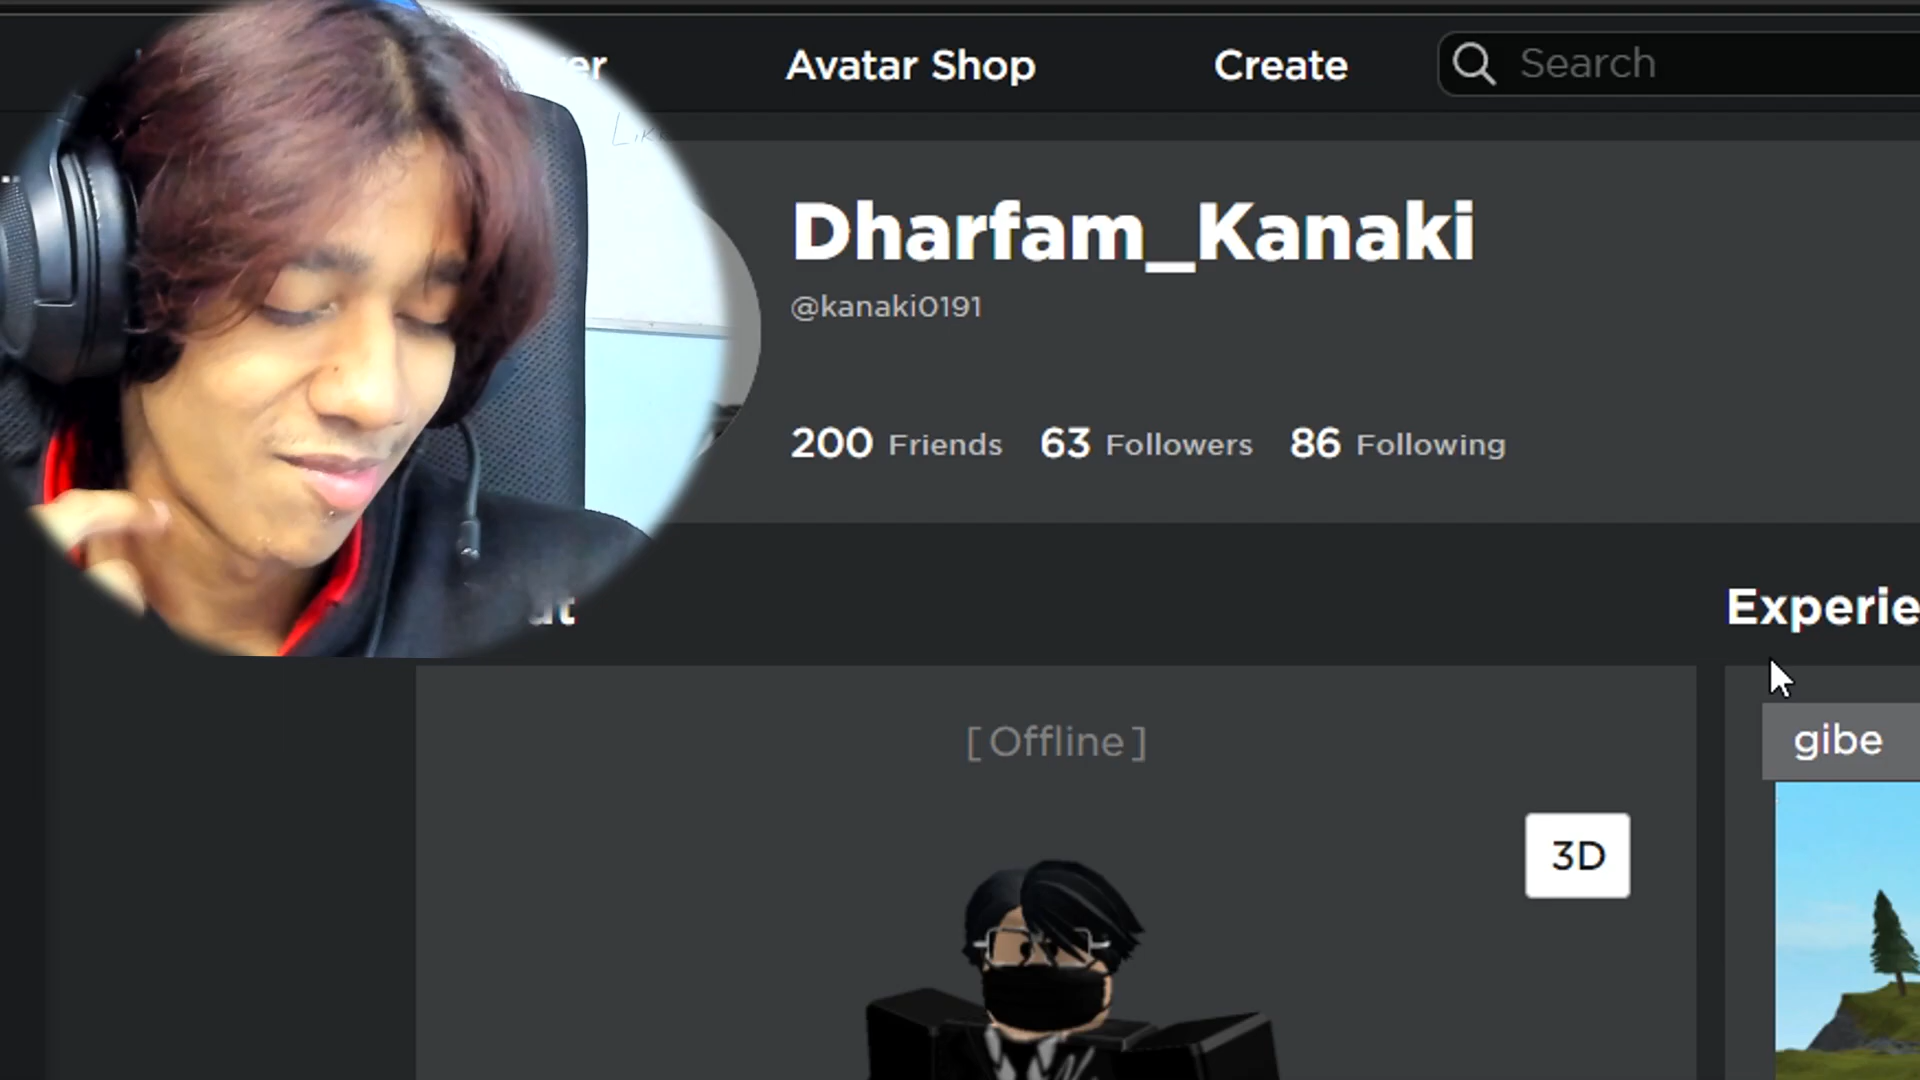 Avatar Shop
Create
Search
Dharfam_Kanaki
@kanaki0191
200 Friends 63 Followers 86 Following
Experie
[ Offline ]
gibe
3D